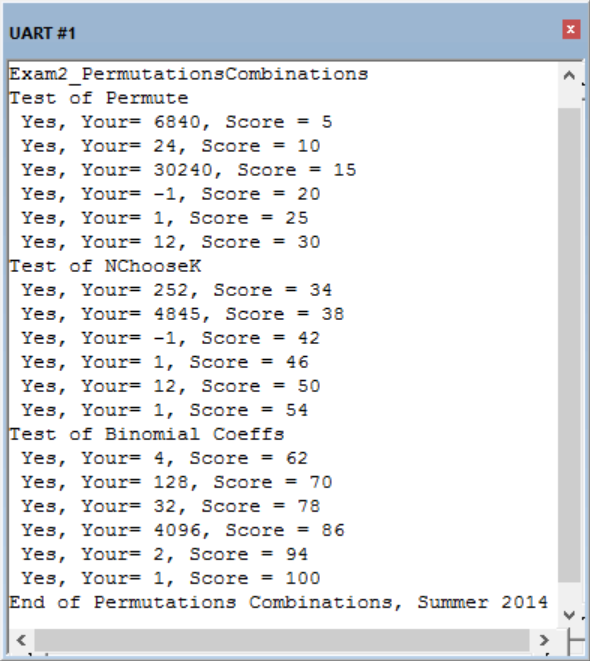 UART #1
x
Exam2_PermutationsCombinations
Test of Permute
Yes, Your= 6840, Score = 5
Yes, Your= 24, Score = 10
Yes, Your= 30240, Score = 15
Yes, Your= -1, Score = 20
Yes, Your= 1, Score = 25
Yes, Your= 12, Score = 30
Test of NChooseK
Yes, Your= 252, Score = 34
Yes, Your= 4845, Score = 38
Yes, Your= -1, Score = 42
Yes, Your= 1, Score = 46
Yes, Your= 12, Score = 50
Yes, Your= 1, Score = 54
Test of Binomial Coeffs
Yes, Your= 4, Score = 62
Yes, Your= 128, Score = 70
Yes, Your= 32, Score = 78
Yes, Your= 4096, Score = 86
Yes, Your= 2, Score = 94
Yes, Your= 1, Score = 100
End of Permutations Combinations, Summer 2014